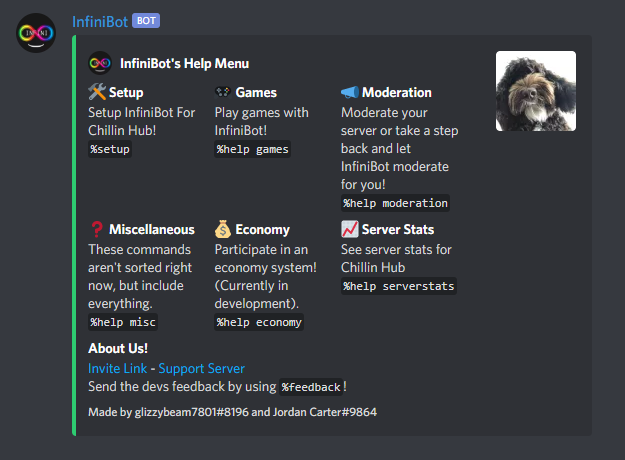 InfiniBot BOT
INFINI
InfiniBot's Help Menu
Setup
Setup InfiniBot For
Chillin Hub!
%setup
Games
Play games with
InfiniBot!
%help games
Moderation
Moderate your
server or take a step
back and let
InfiniBot moderate
for you!
%help moderation
Miscellaneous
These commands
aren't sorted right
now, but include
everything.
%help misc
Economy
Participate in an
economy system!
(Currently in
development).
%help economy
Server Stats
See server stats for
Chillin Hub
%help serverstats
About Us!
Invite Link - Support Server
Send the devs feedback by using %feedback!
Made by glizzybeam7801#8196 and Jordan Carter#9864